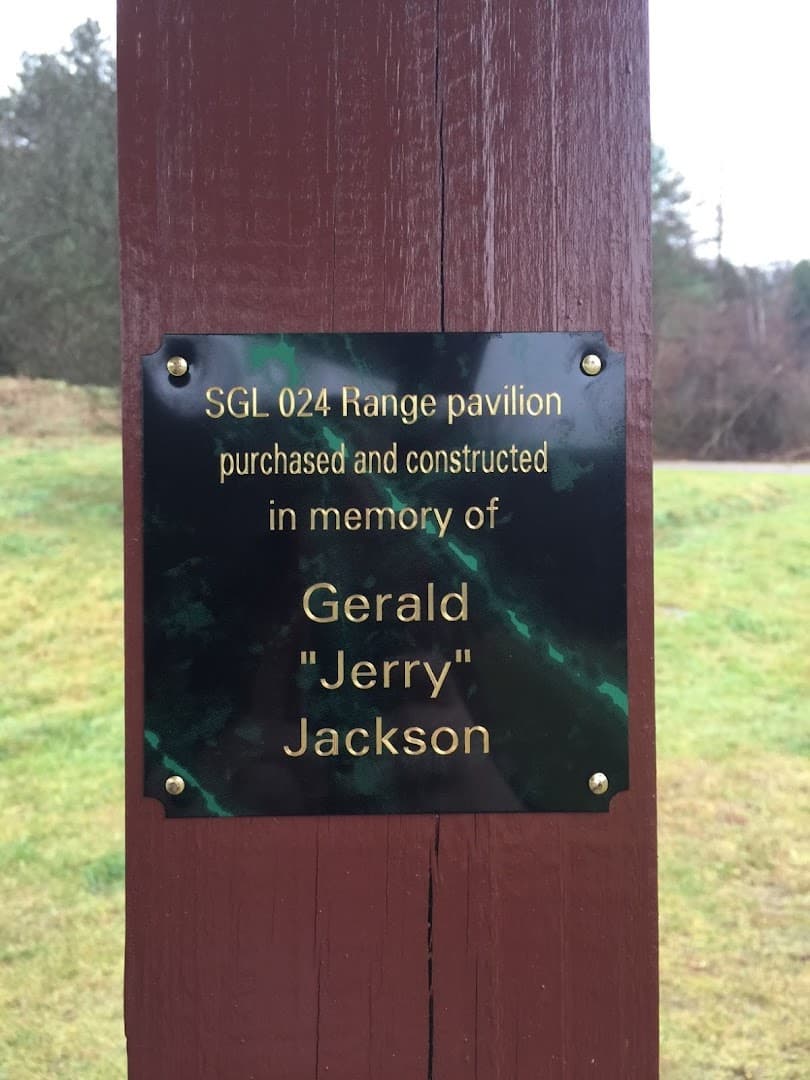 SGL 024 Range pavilion
purchased and constructed
in memory of
Gerald
"Jerry"
Jackson